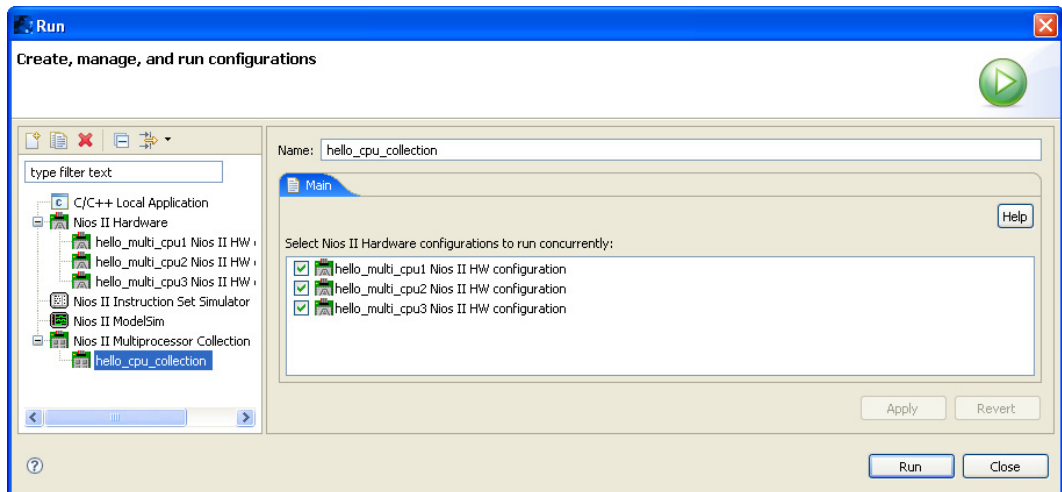 Run
Create, manage, and run configurations
type filter text
C/C++ Local Application
Nios II Hardware
hello_multi_cpu1 Nios II HW
hello_multi_cpu2 Nios II HW
hello_multi_cpu3 Nios II HW
Nios II Instruction Set Simulator
Nios II ModelSim
Nios II Multiprocessor Collection
hello_cpu_collection
Name: hello_cpu_collection
Main
Help
Select Nios II Hardware configurations to run concurrently:
hello_multi_cpu1 Nios II HW configuration
hello_multi_cpu2 Nios II HW configuration
hello_multi_cpu3 Nios II HW configuration
Apply Revert
Run Close